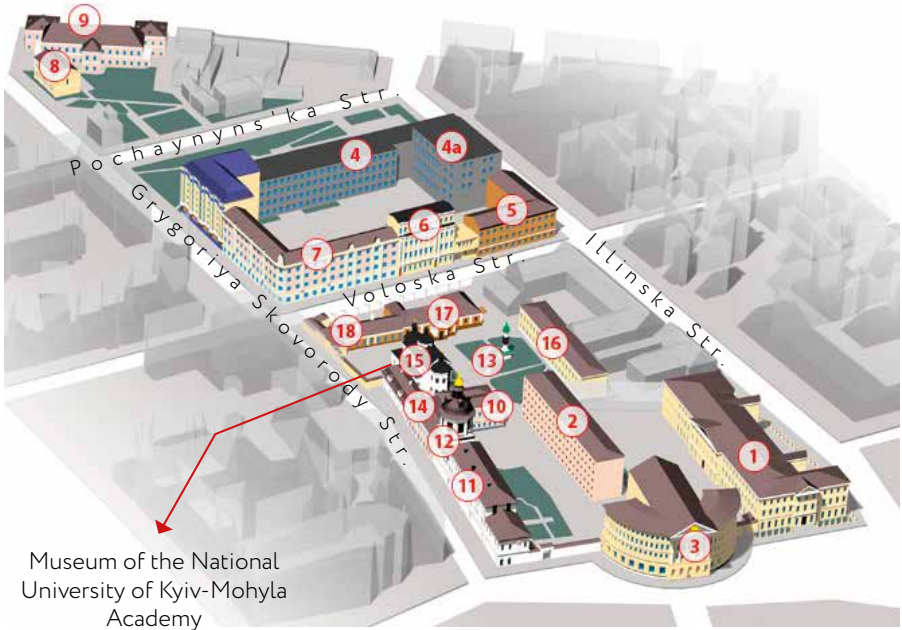 9
8
Pochaynyns'ka Str.
4
4a
5
6
7
Grygoriya Skovorody Str.
Voloska Str.
Illinska Str.
17
18
13
16
15
14
10
2
12
1
11
3
Museum of the National
University of Kyiv-Mohyla
Academy